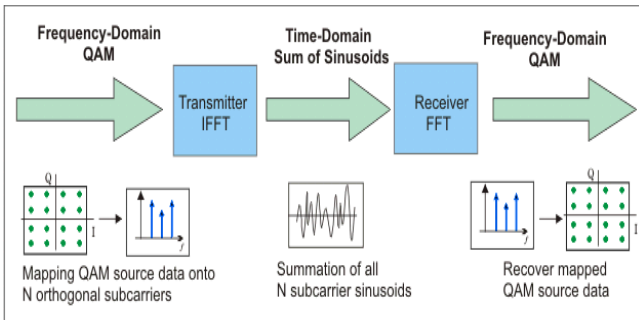 Frequency-Domain
QAM
Time-Domain
Sum of Sinusoids
Frequency-Domain
QAM
Transmitter
IFFT
Receiver
FFT
Q
I
f
Q
I
f
Mapping QAM source data onto
N orthogonal subcarriers
Summation of all
N subcarrier sinusoids
Recover mapped
QAM source data